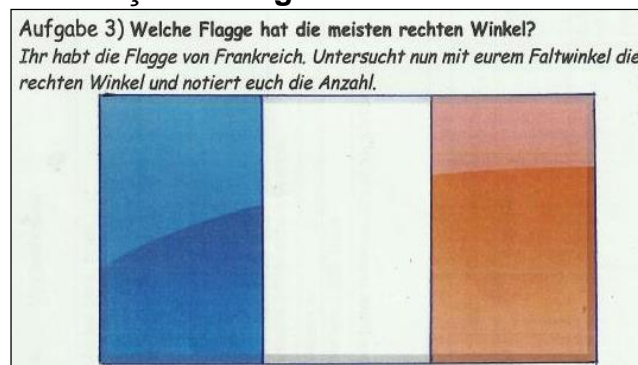 Aufgabe 3) Welche Flagge hat die meisten rechten Winkel?
Ihr habt die Flagge von Frankreich. Untersucht nun mit eurem Faltwinkel die
rechten Winkel und notiert euch die Anzahl.